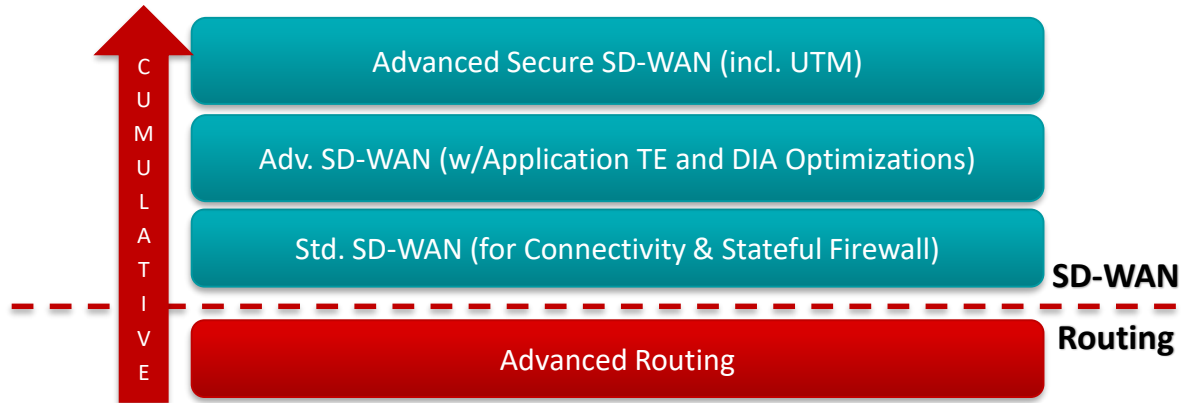 CUMULATIVE
Advanced Secure SD-WAN (incl. UTM)
Adv. SD-WAN (w/Application TE and DIA Optimizations)
Std. SD-WAN (for Connectivity & Stateful Firewall)
SD-WAN
Routing
Advanced Routing